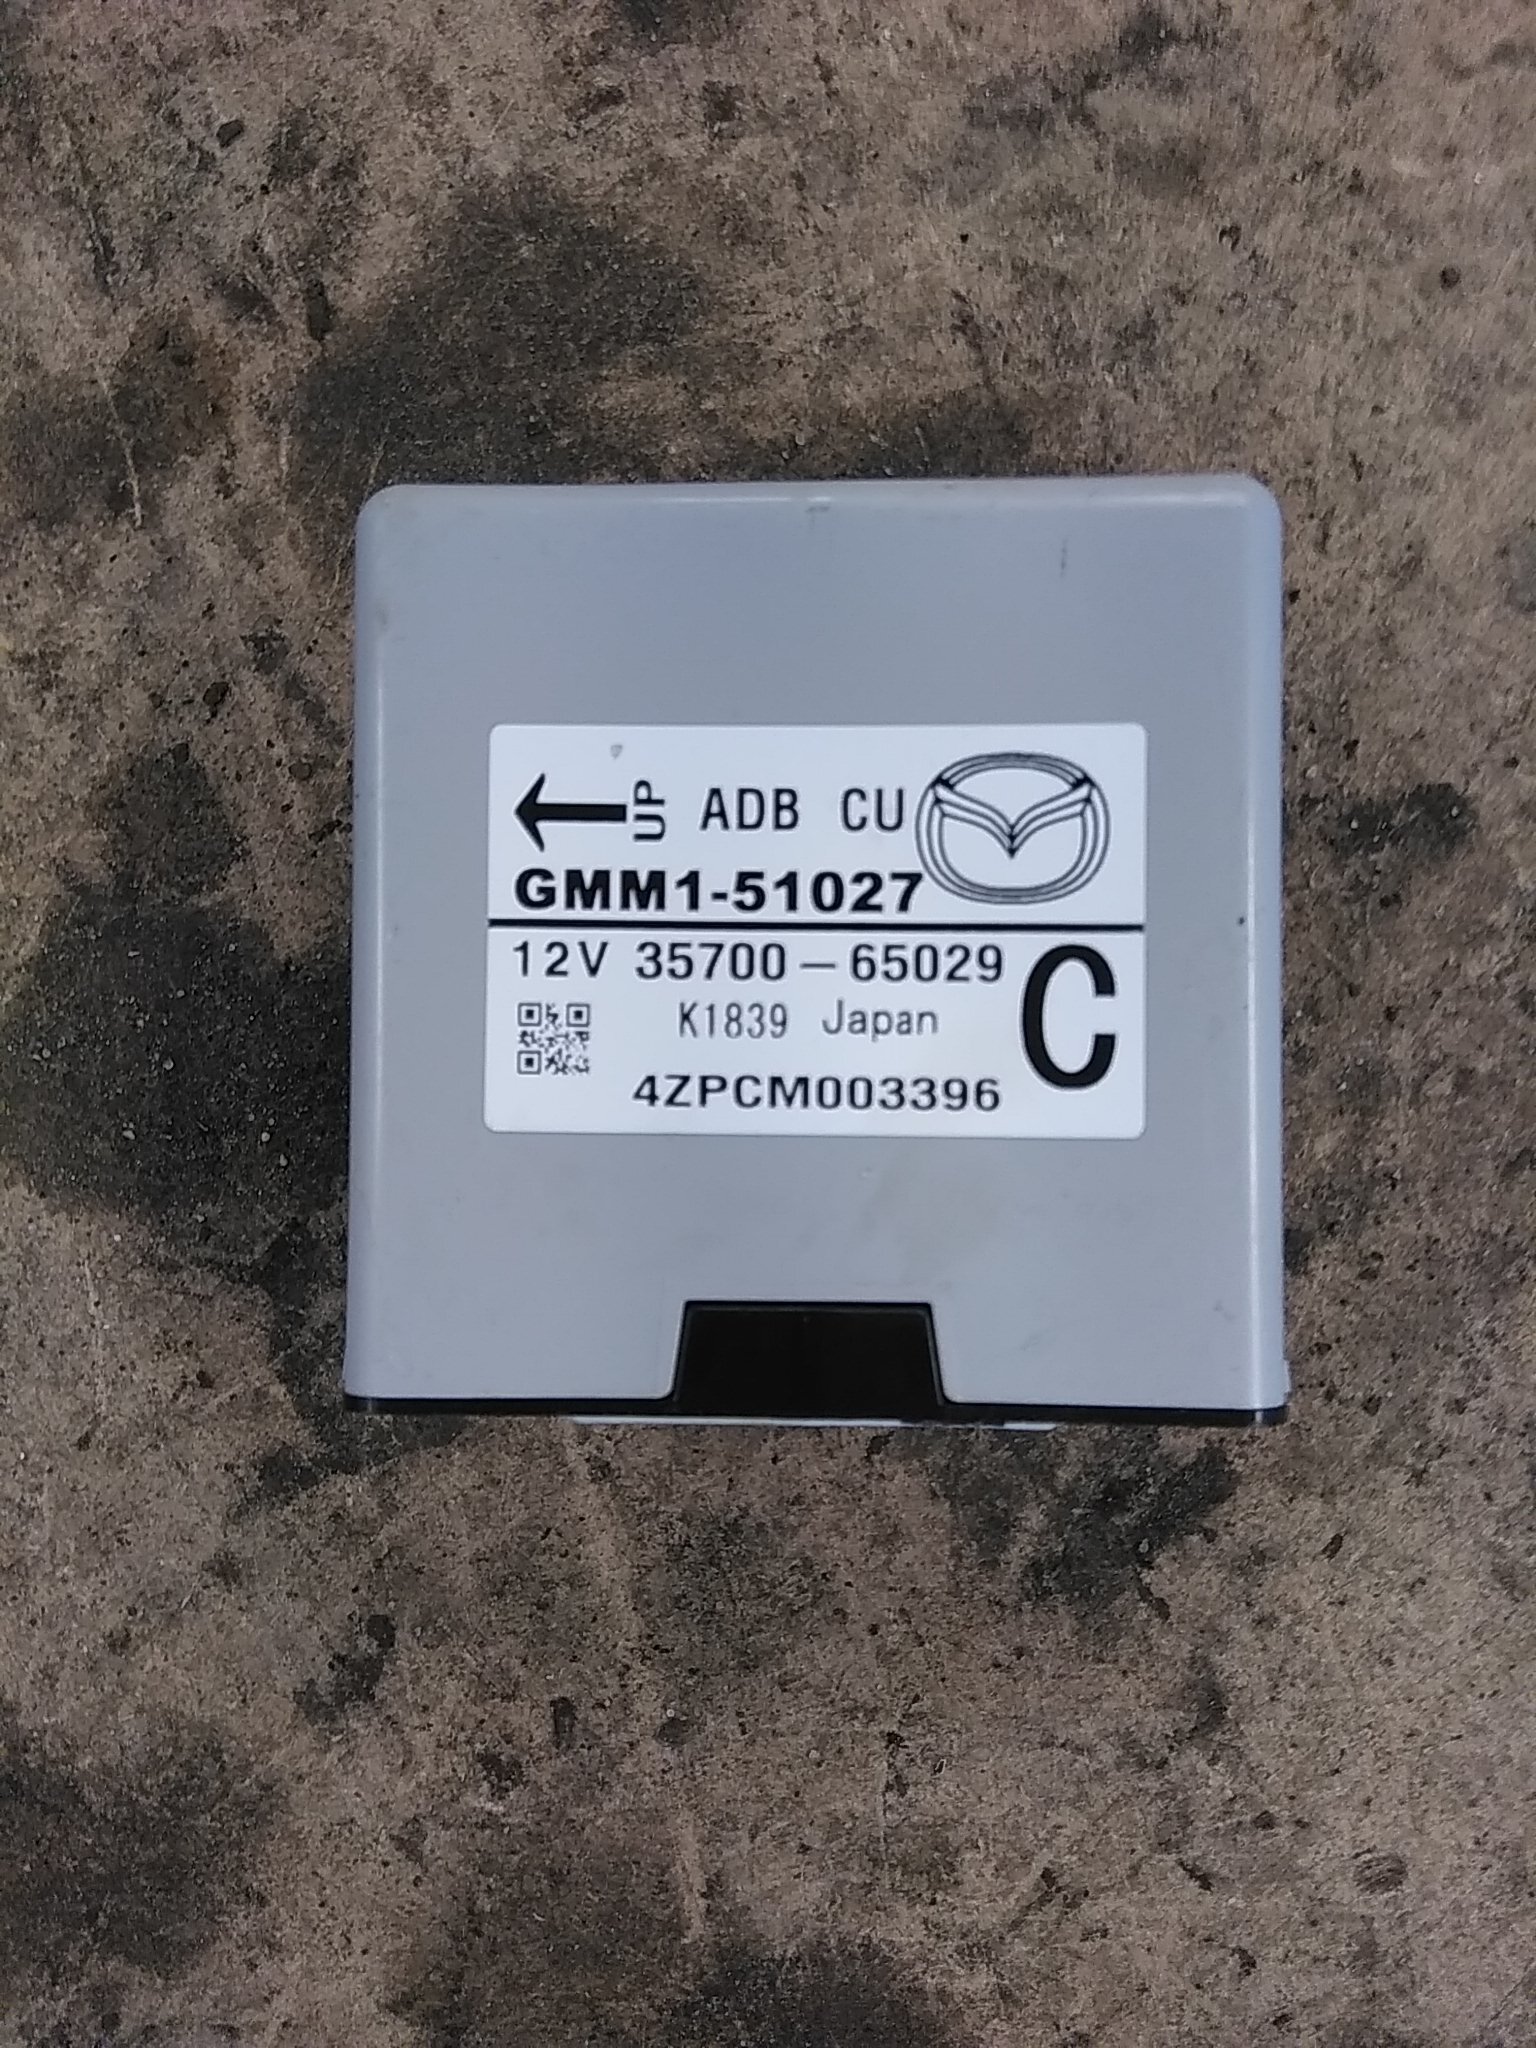 UP ADB CU
GMM1-51027
12V 35700-65029 C
K1839 Japan
4ZPCM003396